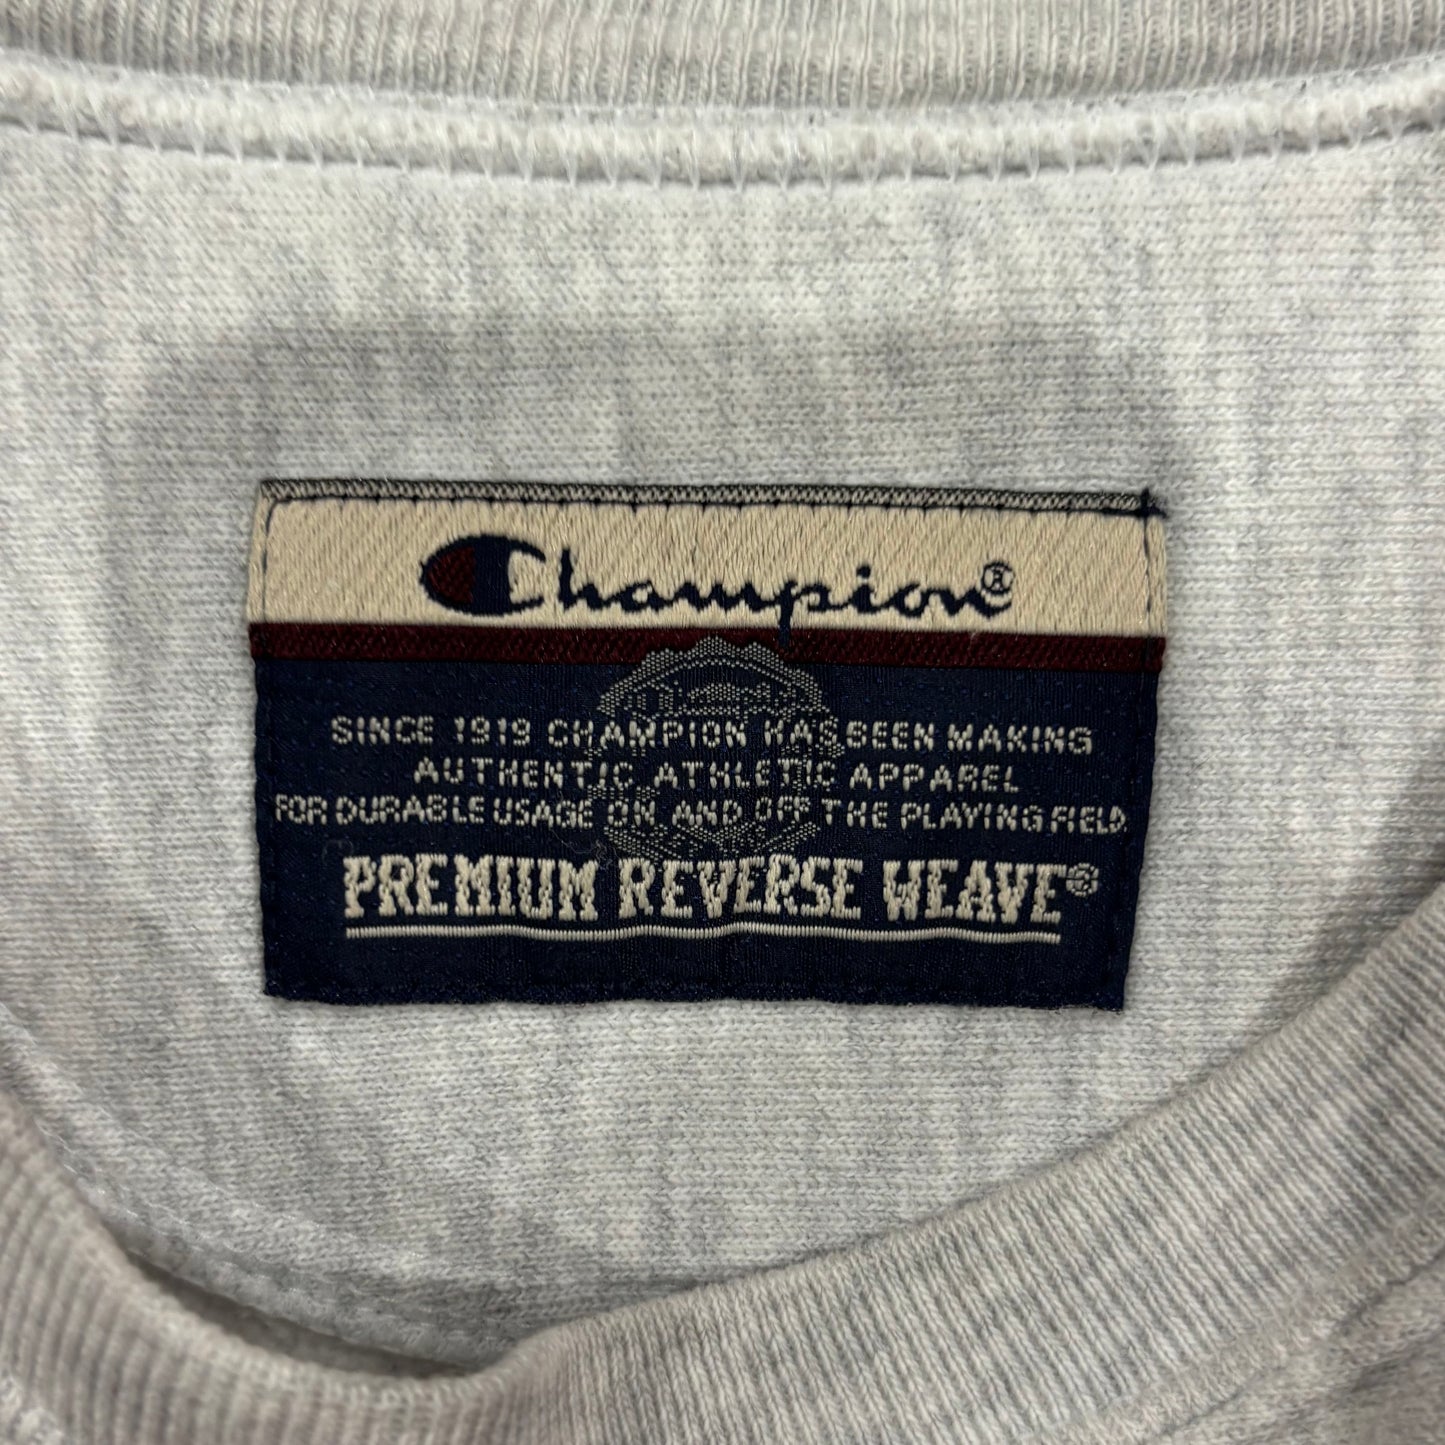 Champion®
SINCE 1919 CHAMPION HAS BEEN MAKING
AUTHENTIC ATHLETIC APPAREL
FOR DURABLE USAGE ON AND OFF THE PLAYING FIELD.
PREMIUM REVERSE WEAVE®